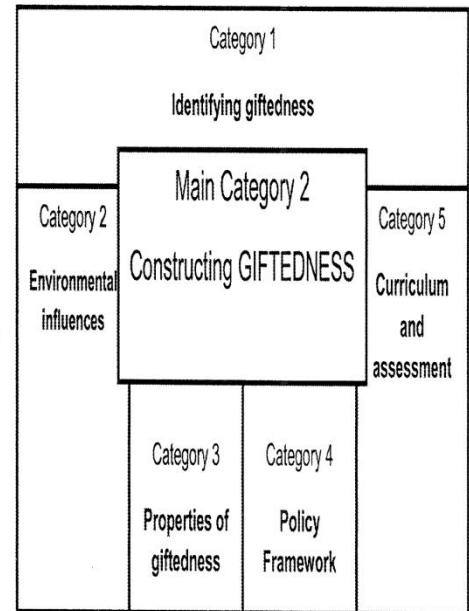 Category 1
Identifying giftedness
Main Category 2
Constructing GIFTEDNESS
Category 2
Environmental
influences
Category 5
Curriculum
and
assessment
Category 3
Properties of
giftedness
Category 4
Policy
Framework